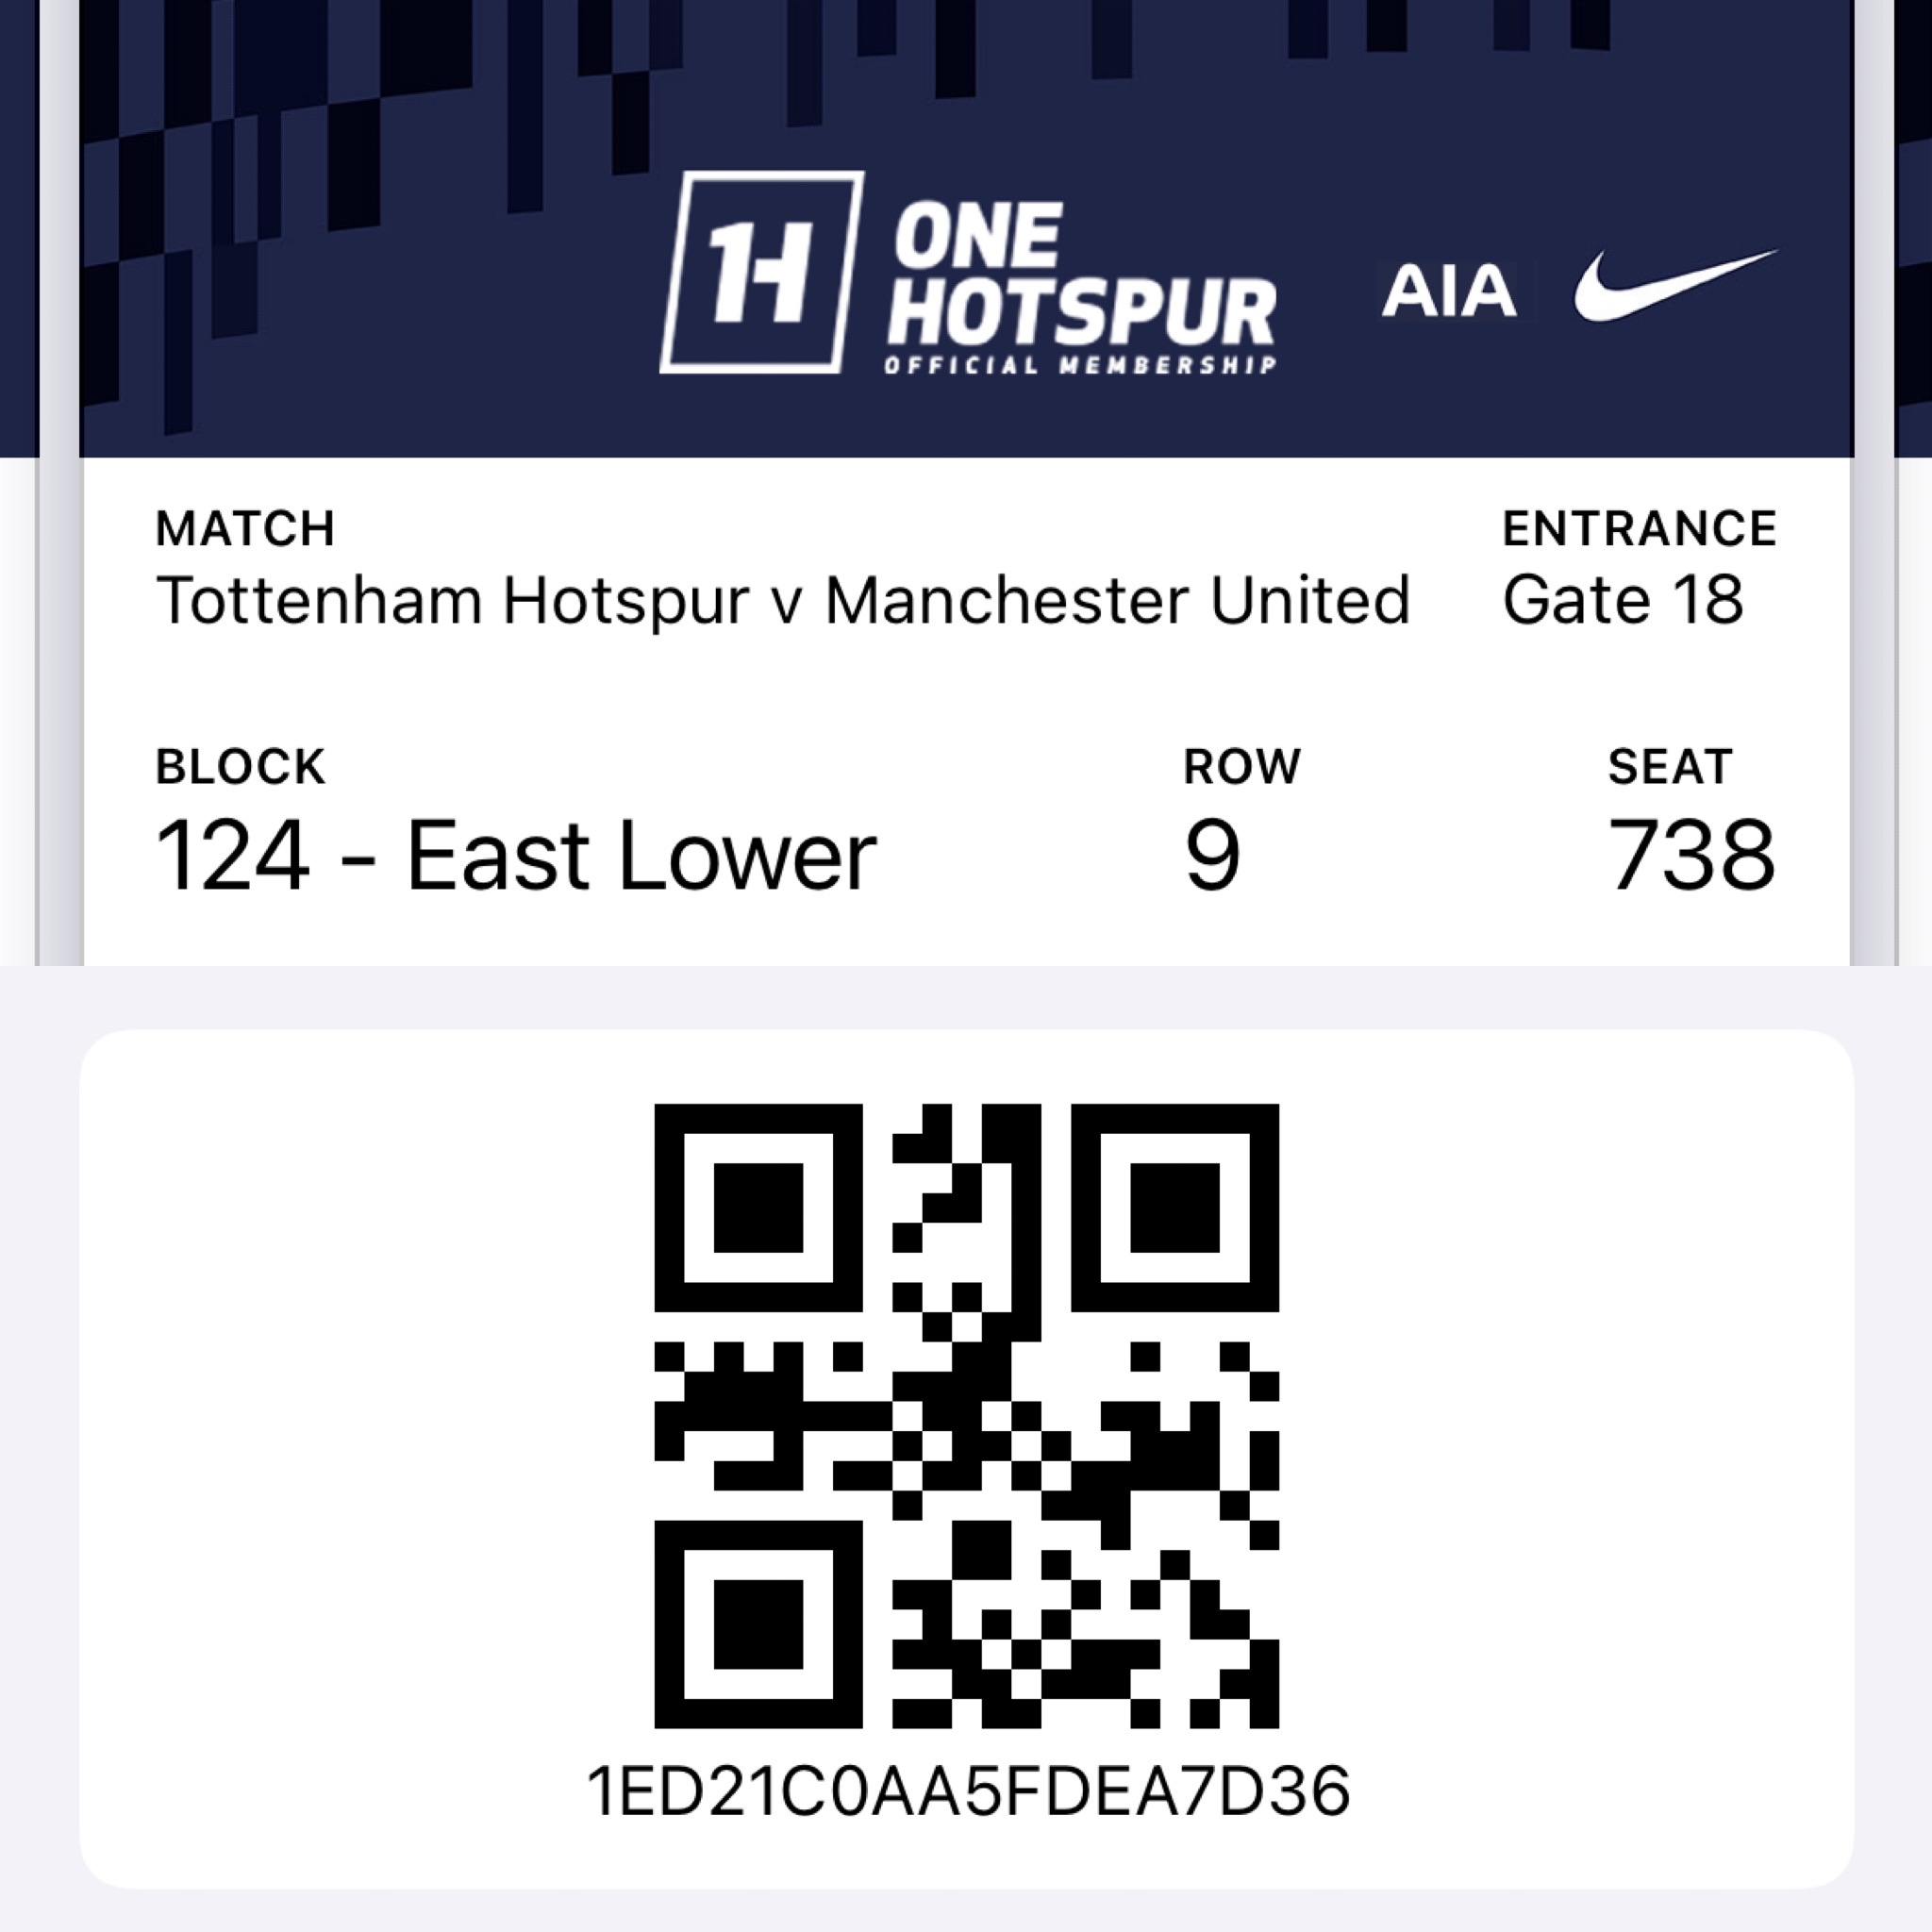 1H
ONE
HOTSPUR
OFFICIAL MEMBERSHIP
AIA
MATCH
Tottenham Hotspur v Manchester United
ENTRANCE
Gate 18
BLOCK
124 - East Lower
ROW
9
SEAT
738
1ED21C0AA5FDEA7D36